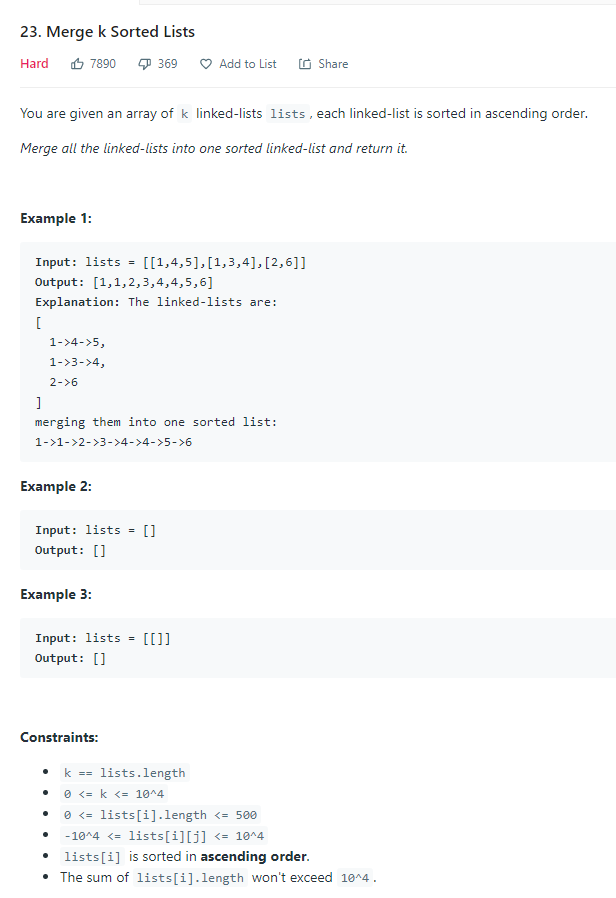 23. Merge k Sorted Lists
Hard 7890 369 Add to List Share
You are given an array of k linked-lists lists , each linked-list is sorted in ascending order.
Merge all the linked-lists into one sorted linked-list and return it.
Example 1:
Input: lists = [[1,4,5],[1,3,4],[2,6]]
Output: [1,1,2,3,4,4,5,6]
Explanation: The linked-lists are:
[
1->4->5,
1->3->4,
2->6
]
merging them into one sorted list:
1->1->2->3->4->4->5->6
Example 2:
Input: lists = []
Output: []
Example 3:
Input: lists = [[]]
Output: []
Constraints:
• k == lists.length
• 0 <= k <= 10^4
• 0 <= lists[i].length <= 500
• -10^4 <= lists[i][j] <= 10^4
• lists[i] is sorted in ascending order.
• The sum of lists[i].length won't exceed 10^4 .